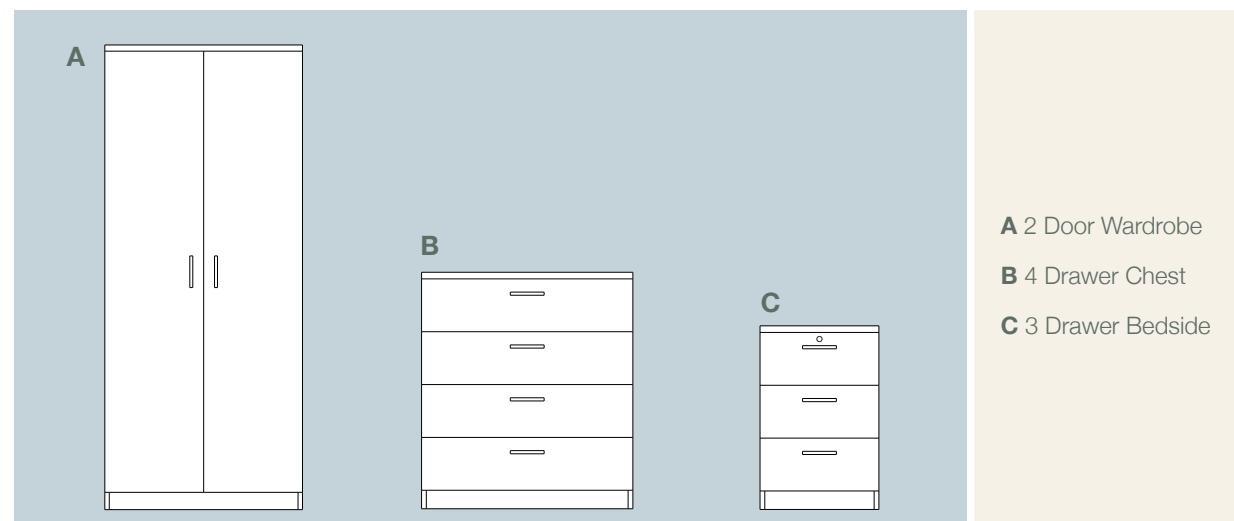 A
B
C
A 2 Door Wardrobe
B 4 Drawer Chest
C 3 Drawer Bedside